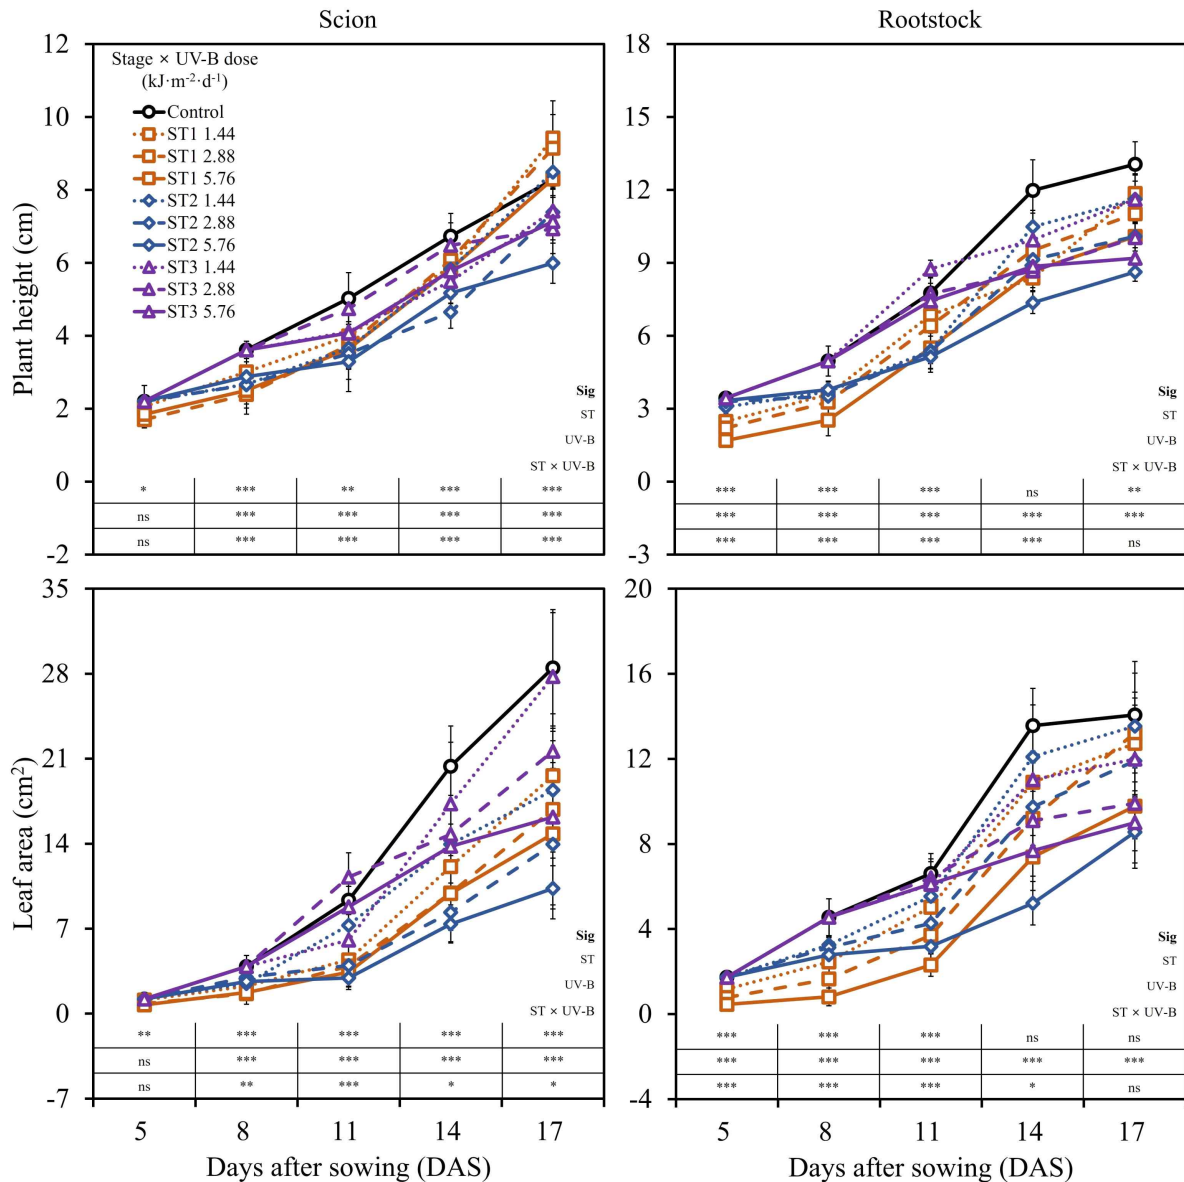 Scion
Rootstock
Plant height (cm)
12
10
8
6
4
2
0
-2
Stage × UV-B dose
(kJ·m-2·d-1)
Control
ST1 1.44
ST1 2.88
ST1 5.76
ST2 1.44
ST2 2.88
ST2 5.76
ST3 1.44
ST3 2.88
ST3 5.76
Sig
ST
UV-B
ST × UV-B
* *** ** *** ***
ns *** *** *** ***
ns *** *** *** ***
18
15
12
9
6
3
0
-3
Sig
ST
UV-B
ST × UV-B
*** *** *** ns **
*** *** *** *** ***
*** *** *** *** ns
Leaf area (cm2)
35
28
21
14
7
0
-7
Sig
ST
UV-B
ST × UV-B
** *** *** *** ***
ns *** *** *** ***
ns ** *** * *
5 8 11 14 17
Days after sowing (DAS)
20
16
12
8
4
0
-4
Sig
ST
UV-B
ST × UV-B
*** *** *** ns ns
*** *** *** *** ***
*** *** *** * ns
5 8 11 14 17
Days after sowing (DAS)